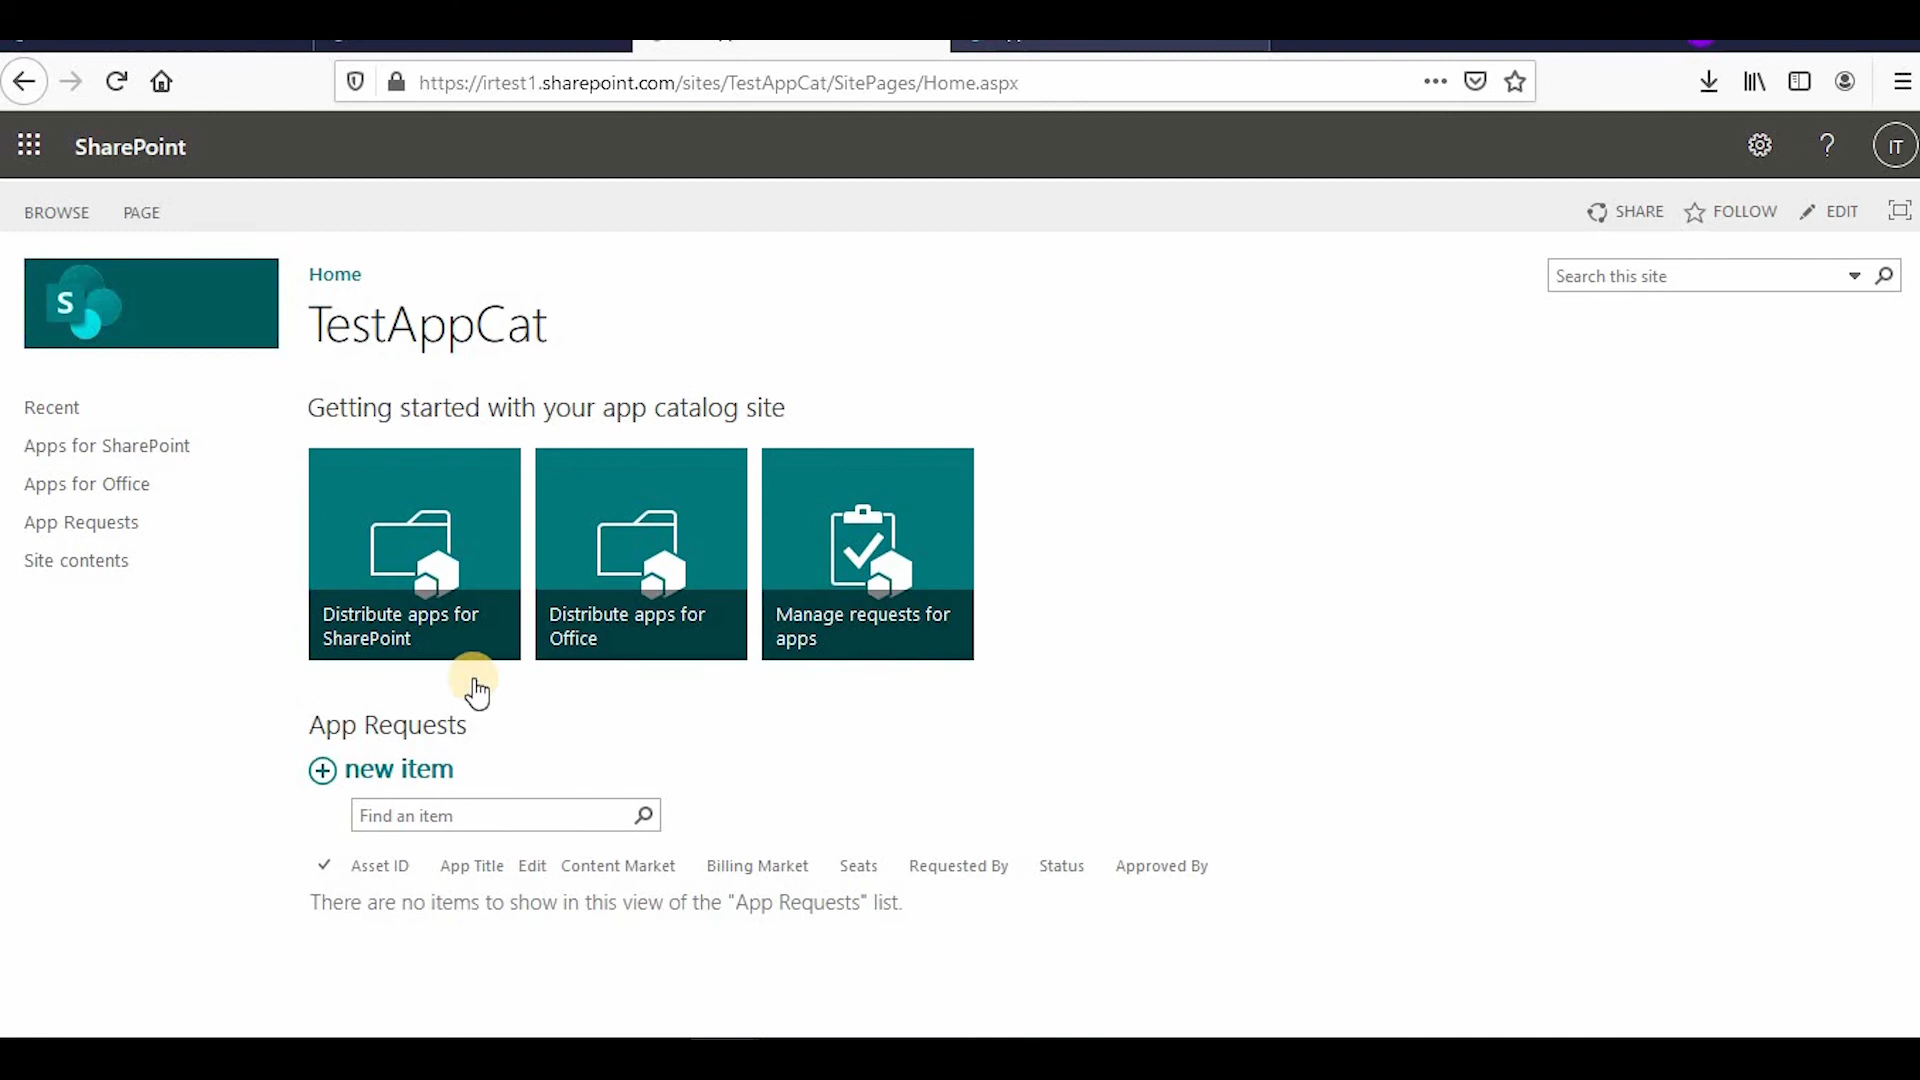 https://irtest1.sharepoint.com/sites/TestAppCat/SitePages/Home.aspx
SharePoint
?
IT
BROWSE PAGE
SHARE FOLLOW EDIT
S
Home
Search this site
TestAppCat
Recent
Apps for SharePoint
Apps for Office
App Requests
Site contents
Getting started with your app catalog site
Distribute apps for
SharePoint
Distribute apps for
Office
Manage requests for
apps
App Requests
new item
Find an item
Asset ID App Title Edit Content Market Billing Market Seats Requested By Status Approved By
There are no items to show in this view of the "App Requests" list.